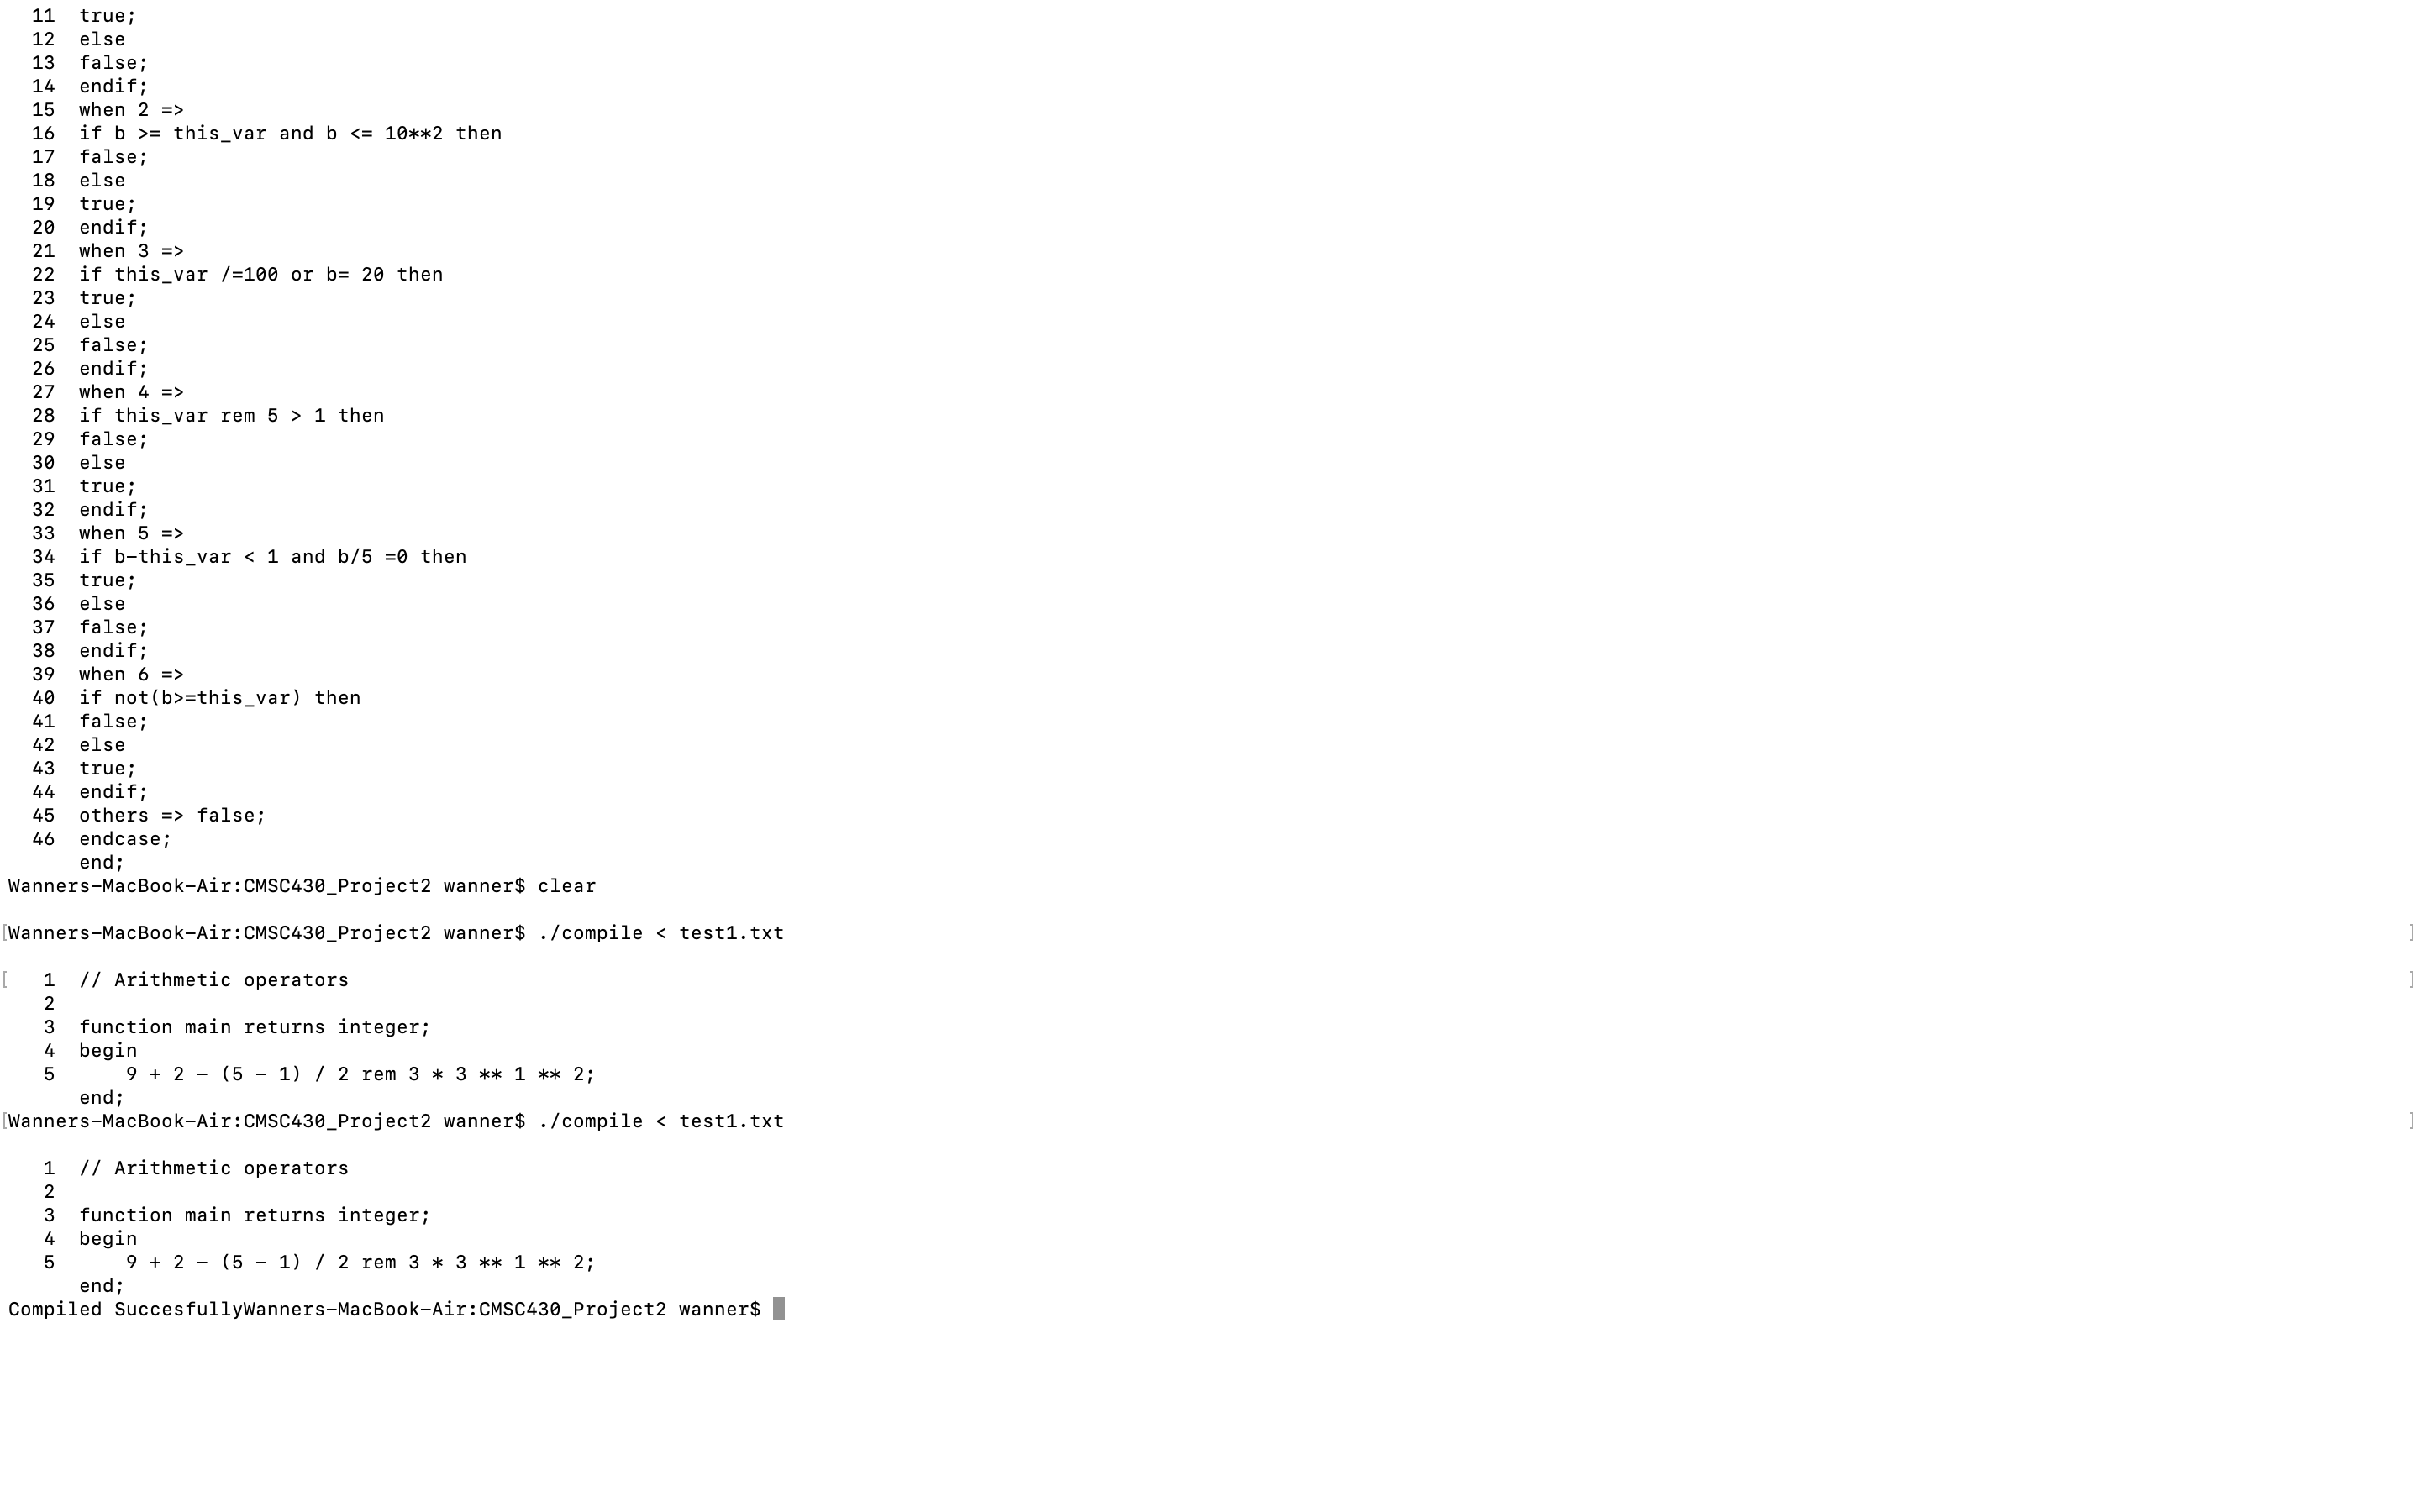 11  true;
12  else
13  false;
14  endif;
15  when 2 =>
16  if b >= this_var and b <= 10**2 then
17  false;
18  else
19  true;
20  endif;
21  when 3 =>
22  if this_var /=100 or b= 20 then
23  true;
24  else
25  false;
26  endif;
27  when 4 =>
28  if this_var rem 5 > 1 then
29  false;
30  else
31  true;
32  endif;
33  when 5 =>
34  if b-this_var < 1 and b/5 =0 then
35  true;
36  else
37  false;
38  endif;
39  when 6 =>
40  if not(b>=this_var) then
41  false;
42  else
43  true;
44  endif;
45  others => false;
46  endcase;
    end;
Wanners-MacBook-Air:CMSC430_Project2 wanner$ clear
[Wanners-MacBook-Air:CMSC430_Project2 wanner$ ./compile < test1.txt ]
[   1  // Arithmetic operators ]
   2
   3  function main returns integer;
   4  begin
   5      9 + 2 - (5 - 1) / 2 rem 3 * 3 ** 1 ** 2;
      end;
[Wanners-MacBook-Air:CMSC430_Project2 wanner$ ./compile < test1.txt ]
   1  // Arithmetic operators
   2
   3  function main returns integer;
   4  begin
   5      9 + 2 - (5 - 1) / 2 rem 3 * 3 ** 1 ** 2;
      end;
Compiled SuccesfullyWanners-MacBook-Air:CMSC430_Project2 wanner$